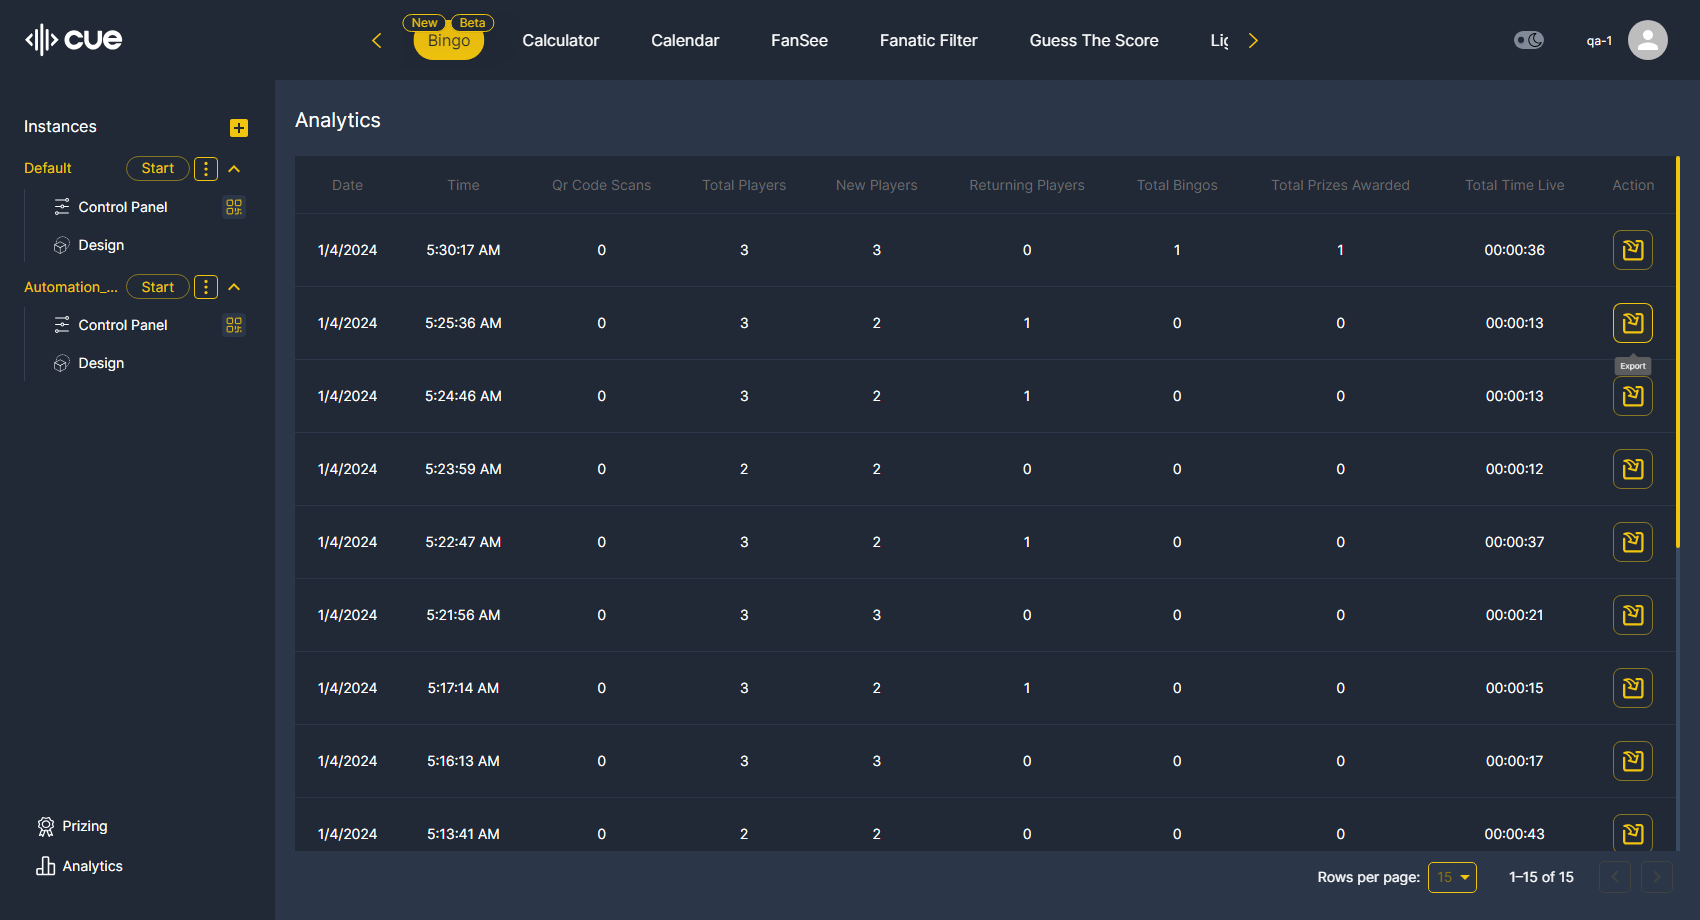 cue
New Beta
Bingo Calculator Calendar FanSee Fanatic Filter Guess The Score Lig
qa-1
Instances
Default Start
Control Panel
Design
Automation_... Start
Control Panel
Design
Prizing
Analytics
Analytics
Date Time Qr Code Scans Total Players New Players Returning Players Total Bingos Total Prizes Awarded Total Time Live Action
1/4/2024 5:30:17 AM 0 3 3 0 1 1 00:00:36
1/4/2024 5:25:36 AM 0 3 2 1 0 0 00:00:13
Export
1/4/2024 5:24:46 AM 0 3 2 1 0 0 00:00:13
1/4/2024 5:23:59 AM 0 2 2 0 0 0 00:00:12
1/4/2024 5:22:47 AM 0 3 2 1 0 0 00:00:37
1/4/2024 5:21:56 AM 0 3 3 0 0 0 00:00:21
1/4/2024 5:17:14 AM 0 3 2 1 0 0 00:00:15
1/4/2024 5:16:13 AM 0 3 3 0 0 0 00:00:17
1/4/2024 5:13:41 AM 0 2 2 0 0 0 00:00:43
Rows per page: 15 1–15 of 15